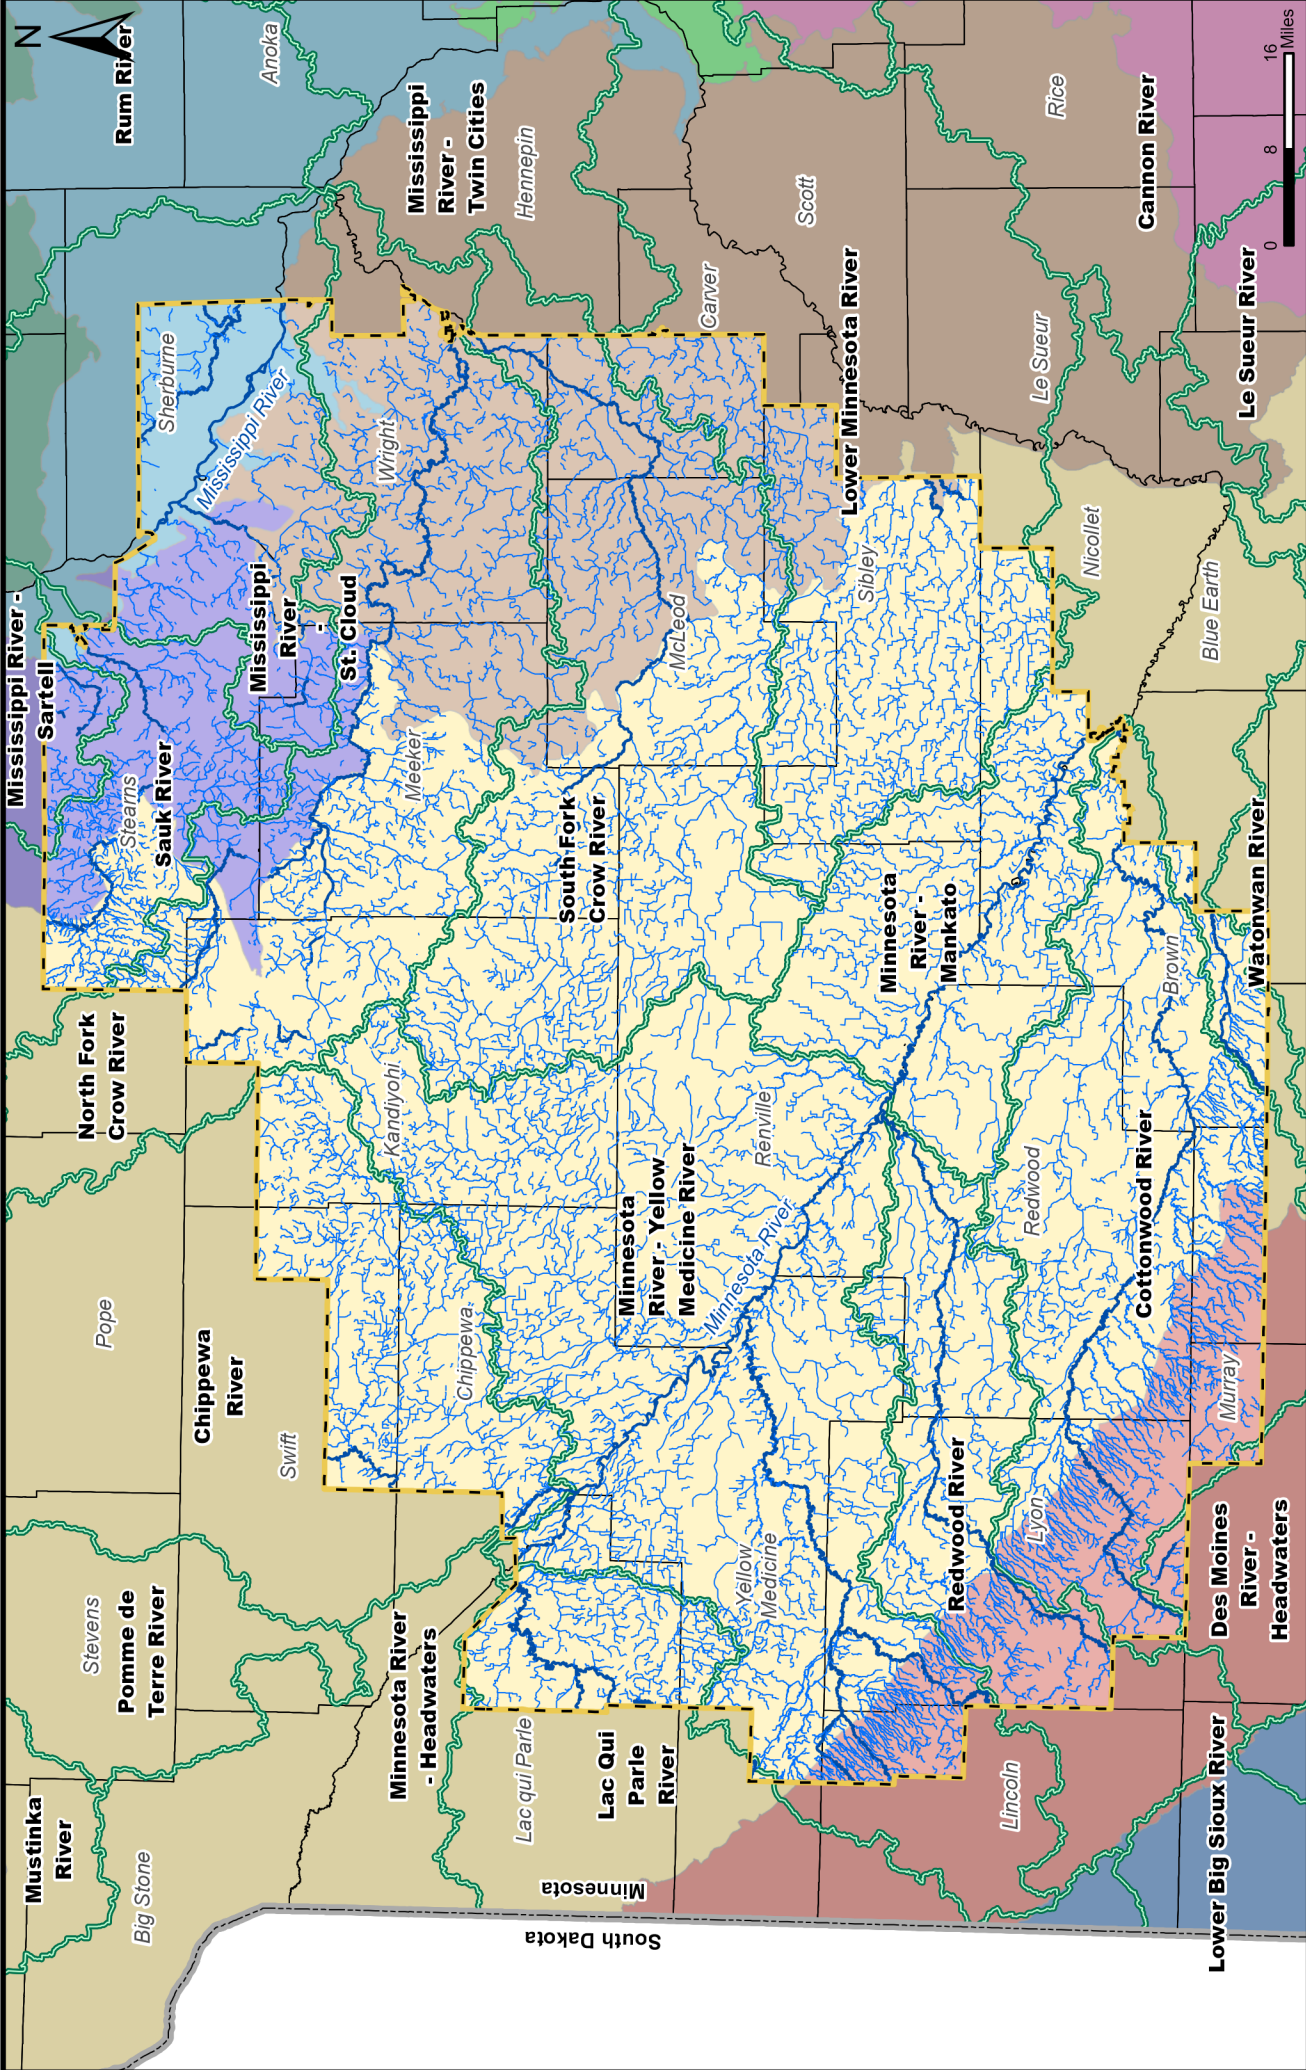 Mustinka
River
Big Stone
Stevens
Pomme de
Terre River
Pope
Chippewa
River
Swift
North Fork
Crow River
Mississippi River -
Sartell
Stearns
Sauk River
Mississippi
River
-
St. Cloud
Sherburne
Mississippi River
Rum River
Anoka
N
Mississippi
River -
Twin Cities
Hennepin
Wright
Meeker
Kandiyohi
Chippewa
Minnesota River
- Headwaters
Lac qui Parle
Lac Qui
Parle
River
Minnesota
South Dakota
Minnesota
River - Yellow
Medicine River
Minnesota River
Renville
South Fork
Crow River
McLeod
Carver
Scott
Lower Minnesota River
Sibley
Minnesota
River -
Mankato
Yellow
Medicine
Redwood River
Lyon
Redwood
Lincoln
Cottonwood River
Brown
Nicollet
Le Sueur
Rice
Cannon River
Blue Earth
Le Sueur River
Watonwan River
Murray
Des Moines
River -
Headwaters
Lower Big Sioux River
0 8 16
Miles